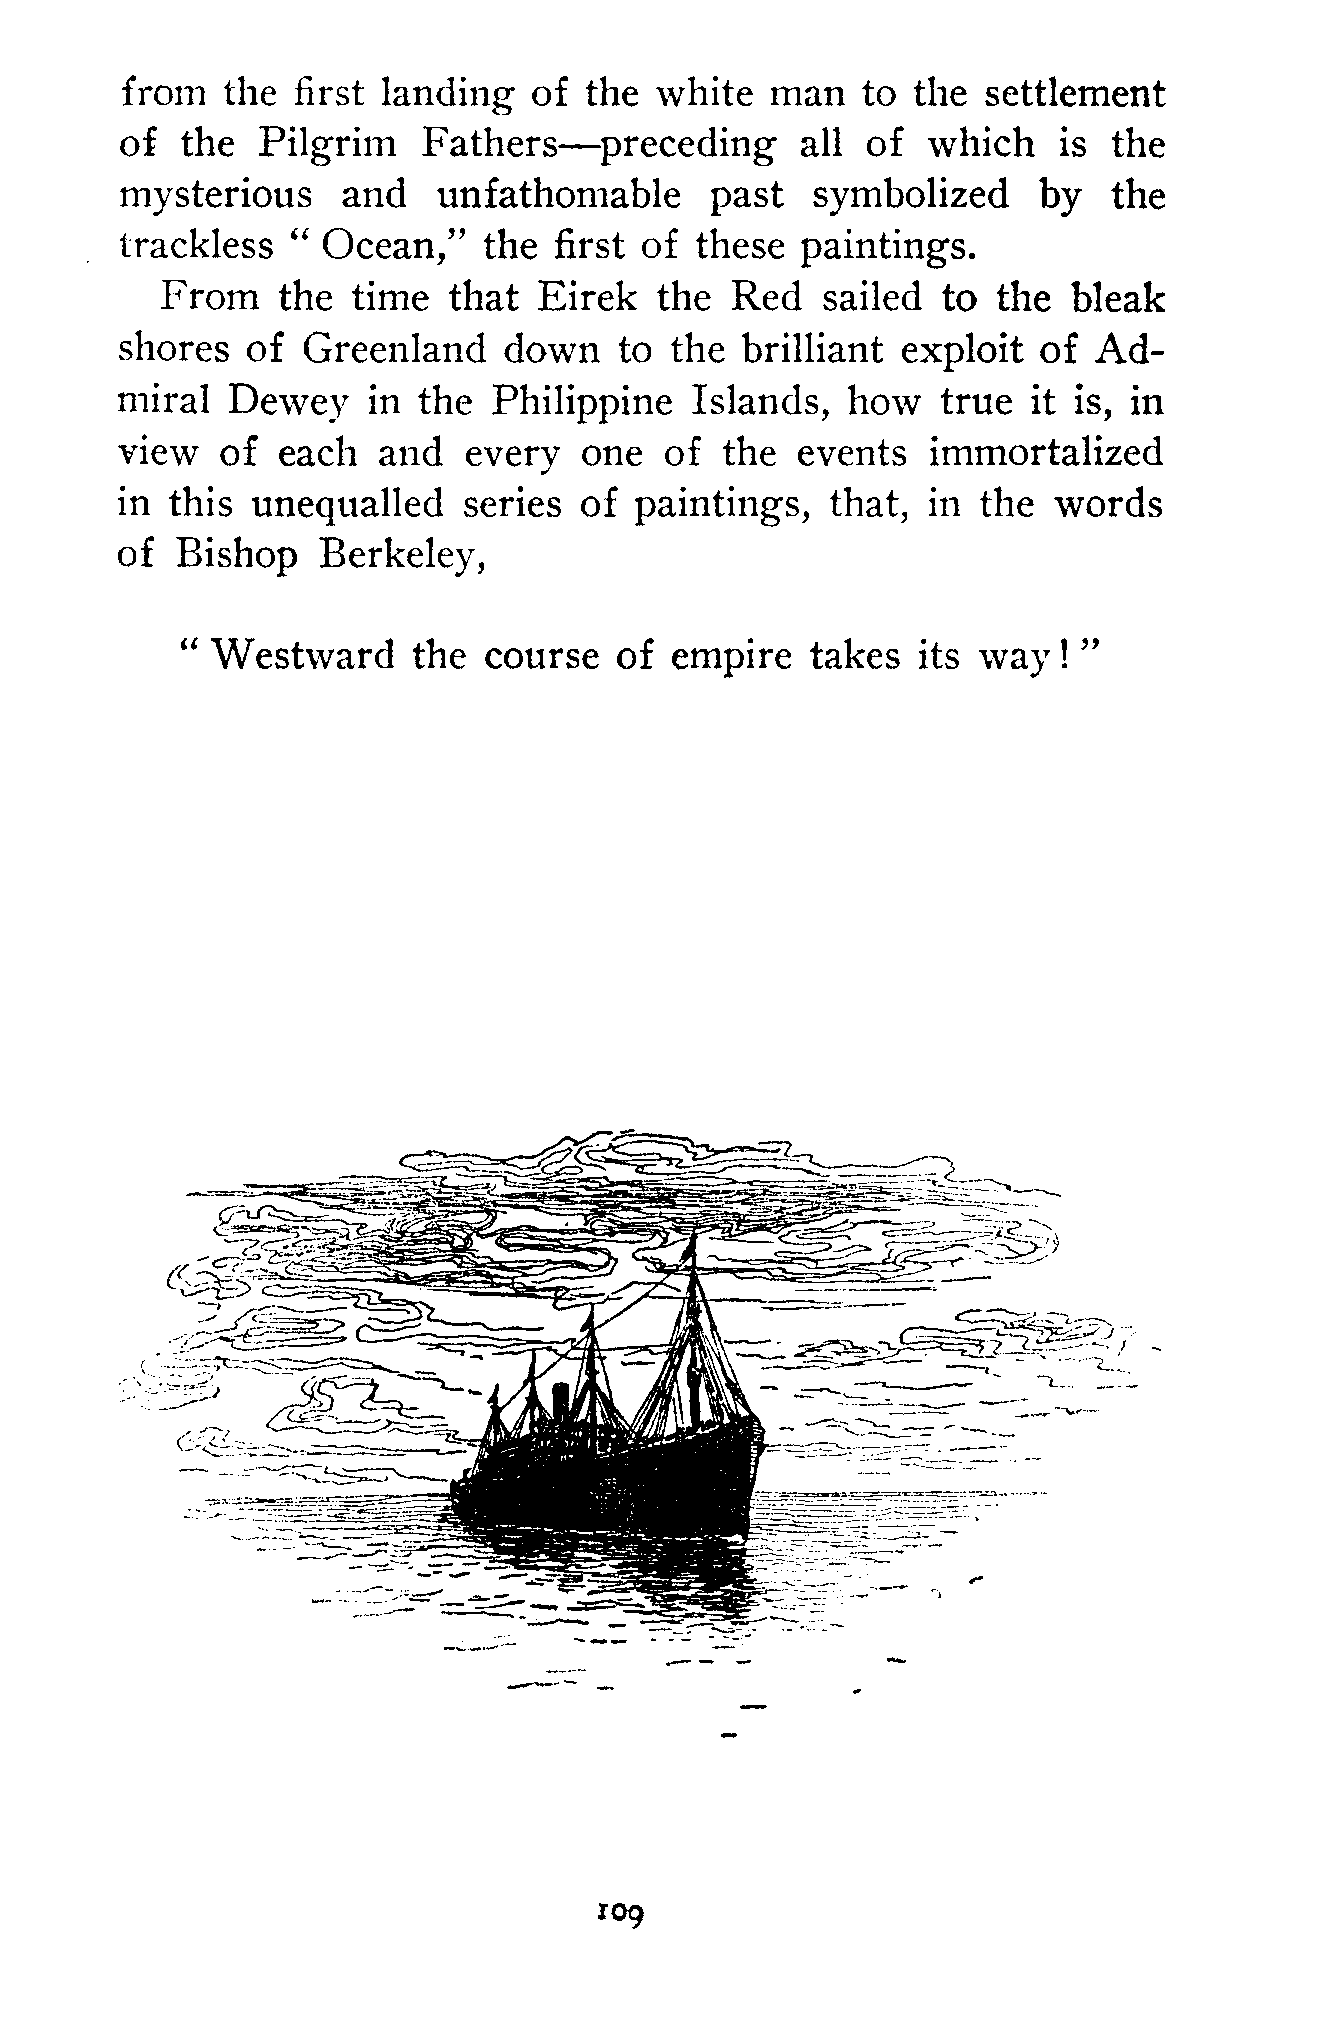 from the first landing of the white man to the settlement
of the Pilgrim Fathers—preceding all of which is the
mysterious and unfathomable past symbolized by the
trackless “ Ocean,” the first of these paintings.
From the time that Eirek the Red sailed to the bleak
shores of Greenland down to the brilliant exploit of Ad-
miral Dewey in the Philippine Islands, how true it is, in
view of each and every one of the events immortalized
in this unequalled series of paintings, that, in the words
of Bishop Berkeley,
“ Westward the course of empire takes its way ! ”
109